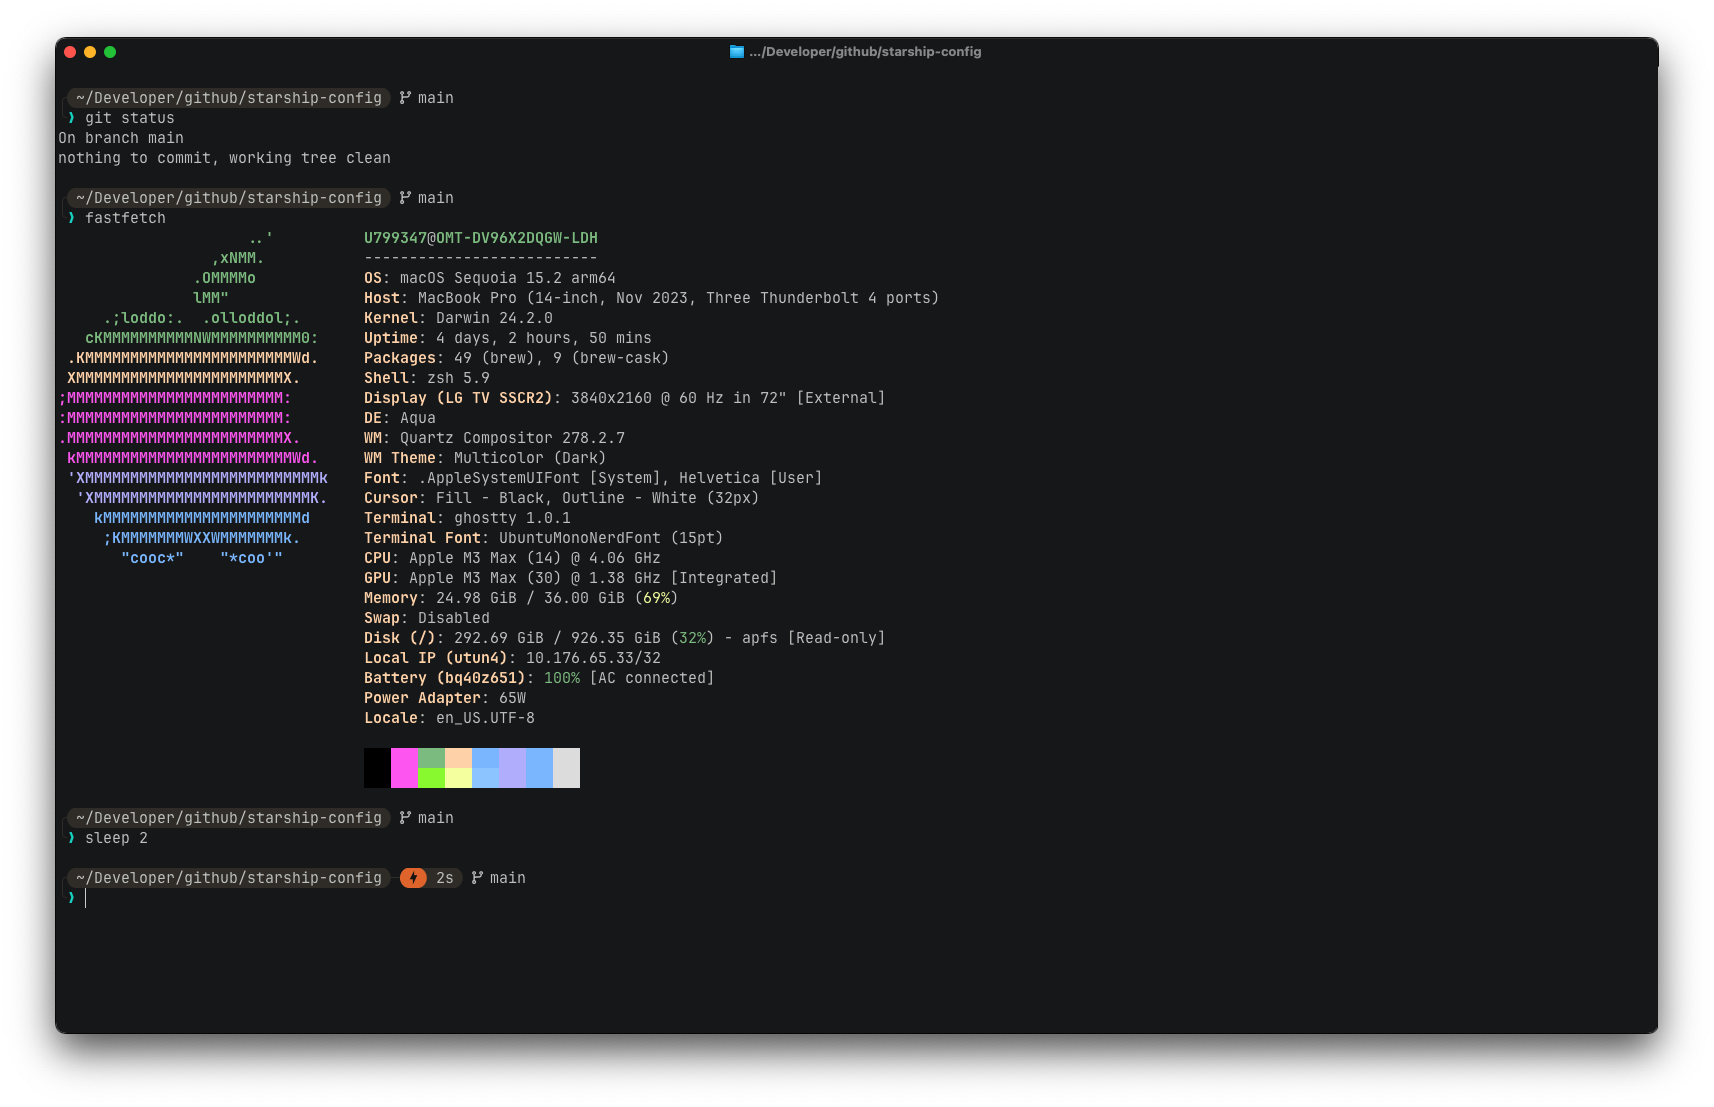 .../Developer/github/starship-config
~/Developer/github/starship-config main
❯ git status
On branch main
nothing to commit, working tree clean
~/Developer/github/starship-config main
❯ fastfetch
                     ..'          U799347@OMT-DV96X2DQGW-LDH
                 ,xNMM.           --------------------------
               .OMMMMo            OS: macOS Sequoia 15.2 arm64
               lMM"               Host: MacBook Pro (14-inch, Nov 2023, Three Thunderbolt 4 ports)
     .;loddo:.  .olloddol;.       Kernel: Darwin 24.2.0
   cKMMMMMMMMMMNWMMMMMMMMMM0:     Uptime: 4 days, 2 hours, 50 mins
 .KMMMMMMMMMMMMMMMMMMMMMMMWd.     Packages: 49 (brew), 9 (brew-cask)
 XMMMMMMMMMMMMMMMMMMMMMMMX.       Shell: zsh 5.9
;MMMMMMMMMMMMMMMMMMMMMMMM:        Display (LG TV SSCR2): 3840x2160 @ 60 Hz in 72" [External]
:MMMMMMMMMMMMMMMMMMMMMMMM:        DE: Aqua
.MMMMMMMMMMMMMMMMMMMMMMMMX.       WM: Quartz Compositor 278.2.7
 kMMMMMMMMMMMMMMMMMMMMMMMMWd.     WM Theme: Multicolor (Dark)
 'XMMMMMMMMMMMMMMMMMMMMMMMMMMk    Font: .AppleSystemUIFont [System], Helvetica [User]
  'XMMMMMMMMMMMMMMMMMMMMMMMMK.    Cursor: Fill - Black, Outline - White (32px)
    kMMMMMMMMMMMMMMMMMMMMMMd      Terminal: ghostty 1.0.1
     ;KMMMMMMMWXXWMMMMMMMk.       Terminal Font: UbuntuMonoNerdFont (15pt)
       "cooc*"    "*coo'"         CPU: Apple M3 Max (14) @ 4.06 GHz
GPU: Apple M3 Max (30) @ 1.38 GHz [Integrated]
Memory: 24.98 GiB / 36.00 GiB (69%)
Swap: Disabled
Disk (/): 292.69 GiB / 926.35 GiB (32%) - apfs [Read-only]
Local IP (utun4): 10.176.65.33/32
Battery (bq40z651): 100% [AC connected]
Power Adapter: 65W
Locale: en_US.UTF-8
~/Developer/github/starship-config main
❯ sleep 2
~/Developer/github/starship-config 2s main
❯